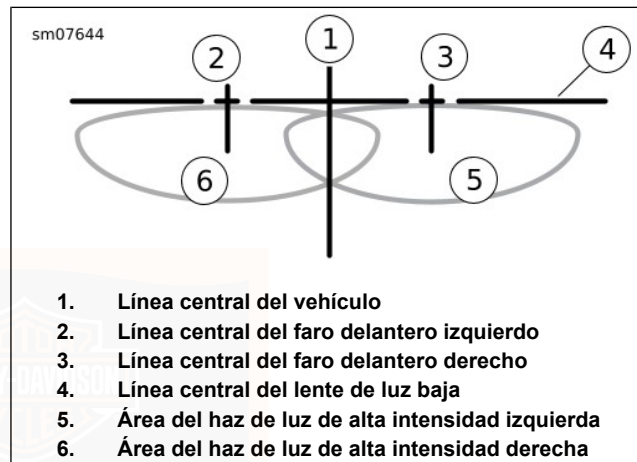 sm07644
1
2
3
4
6
5
1. Línea central del vehículo
2. Línea central del faro delantero izquierdo
3. Línea central del faro delantero derecho
4. Línea central del lente de luz baja
5. Área del haz de luz de alta intensidad izquierda
6. Área del haz de luz de alta intensidad derecha